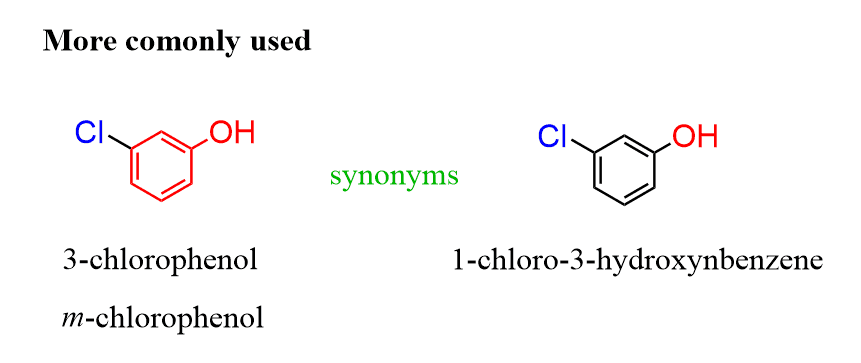 More comonly used
Cl OH
Cl OH
synonyms
3-chlorophenol
1-chloro-3-hydroxynbenzene
m-chlorophenol